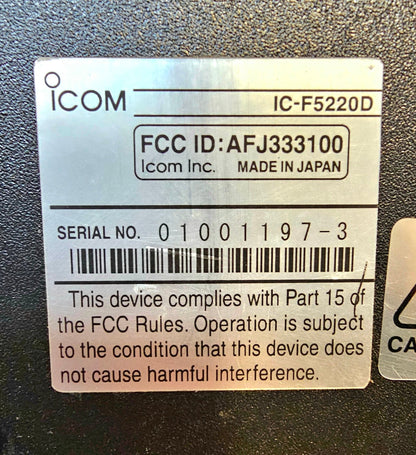 ICOM
IC-F5220D
FCC ID: AFJ333100
Icom Inc. MADE IN JAPAN
SERIAL NO. 01001197-3
This device complies with Part 15 of
the FCC Rules. Operation is subject
to the condition that this device does
not cause harmful interference.
CA